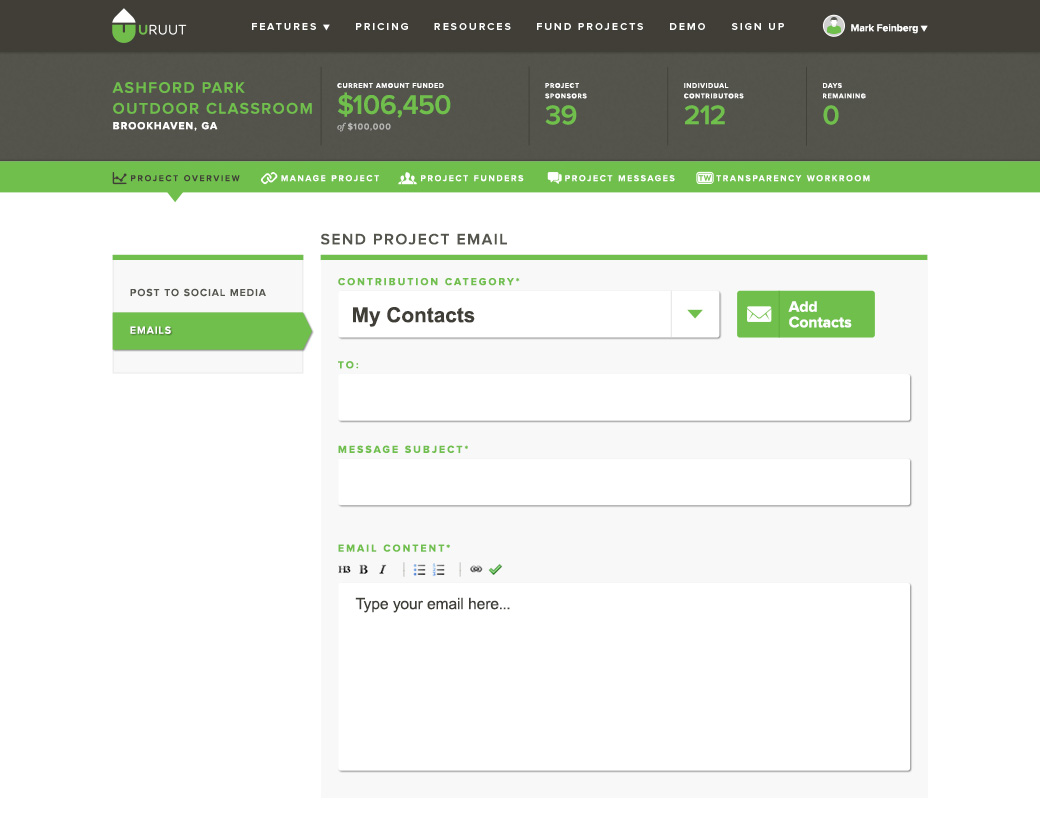 URUUT
FEATURES ▼ PRICING RESOURCES FUND PROJECTS DEMO SIGN UP Mark Feinberg ▼
ASHFORD PARK
OUTDOOR CLASSROOM
BROOKHAVEN, GA
CURRENT AMOUNT FUNDED
$106,450
of $100,000
PROJECT
SPONSORS
39
INDIVIDUAL
CONTRIBUTORS
212
DAYS
REMAINING
0
PROJECT OVERVIEW MANAGE PROJECT PROJECT FUNDERS PROJECT MESSAGES TW TRANSPARENCY WORKROOM
POST TO SOCIAL MEDIA
EMAILS
SEND PROJECT EMAIL
CONTRIBUTION CATEGORY*
My Contacts
Add
Contacts
TO:
MESSAGE SUBJECT*
EMAIL CONTENT*
H3 B I
Type your email here...